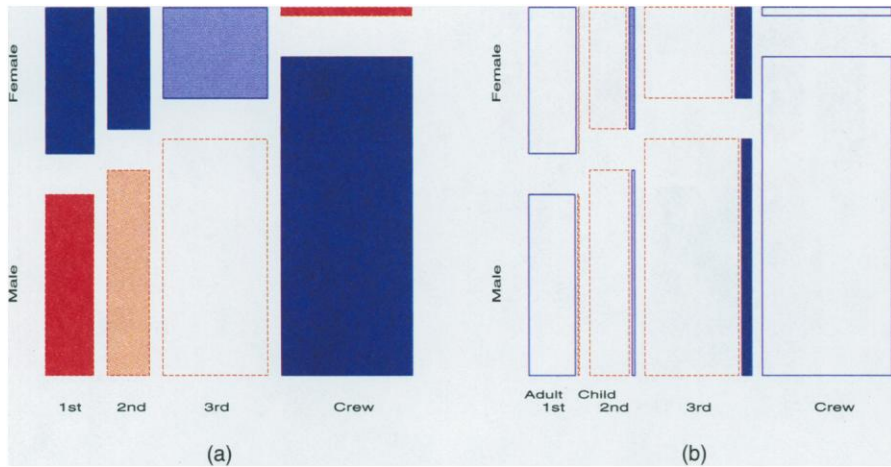 Female
Male
1st 2nd 3rd Crew
(a)
Female
Male
Adult Child
1st 2nd 3rd Crew
(b)